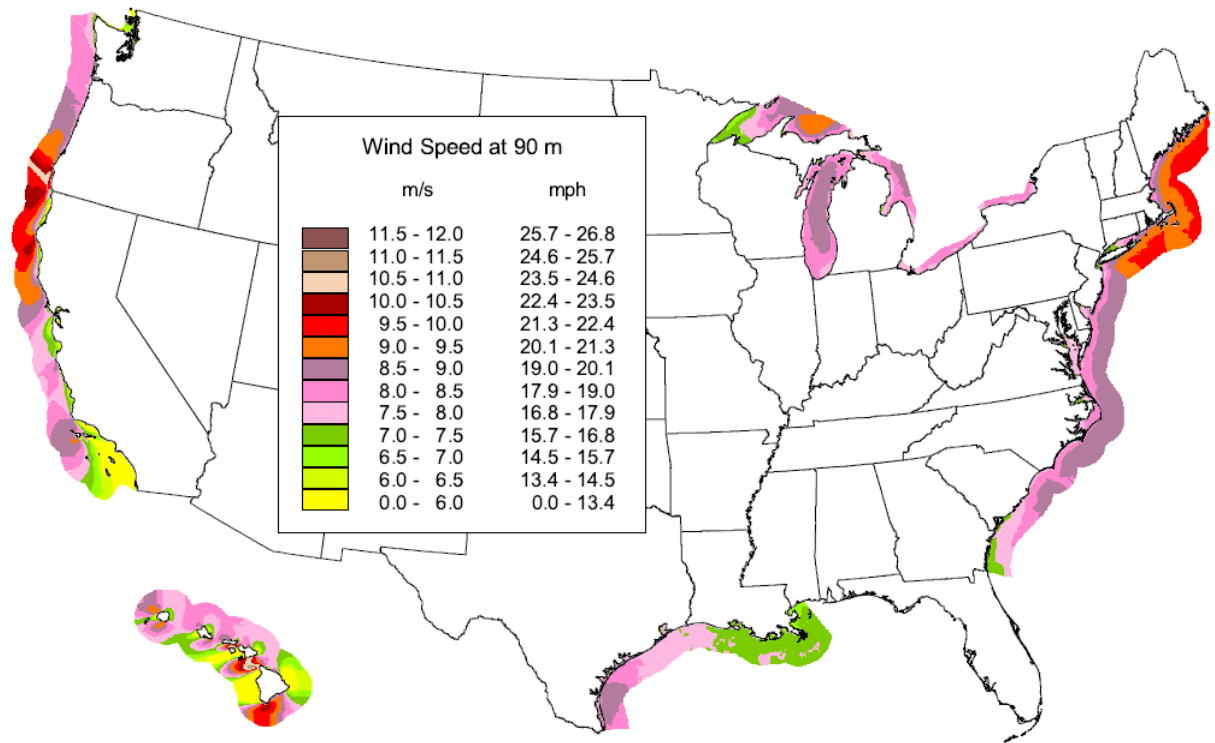 Wind Speed at 90 m
m/s mph
11.5 - 12.0 25.7 - 26.8
11.0 - 11.5 24.6 - 25.7
10.5 - 11.0 23.5 - 24.6
10.0 - 10.5 22.4 - 23.5
9.5 - 10.0 21.3 - 22.4
9.0 - 9.5 20.1 - 21.3
8.5 - 9.0 19.0 - 20.1
8.0 - 8.5 17.9 - 19.0
7.5 - 8.0 16.8 - 17.9
7.0 - 7.5 15.7 - 16.8
6.5 - 7.0 14.5 - 15.7
6.0 - 6.5 13.4 - 14.5
0.0 - 6.0 0.0 - 13.4